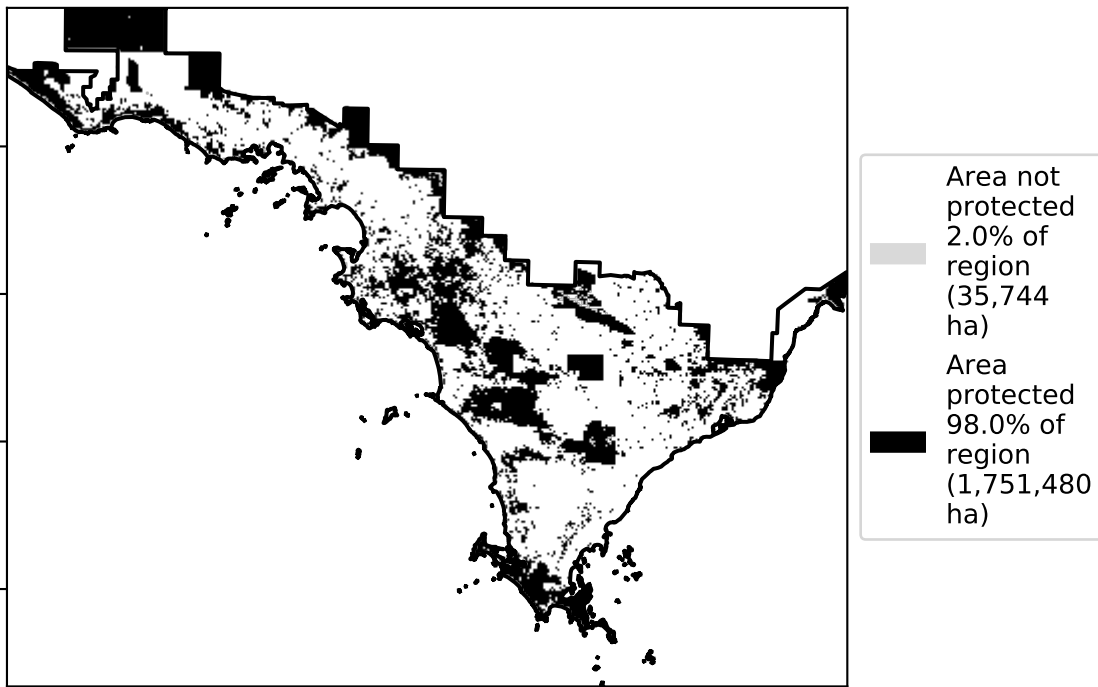 Area not
protected
2.0% of
region
(35,744
ha)
Area
protected
98.0% of
region
(1,751,480
ha)